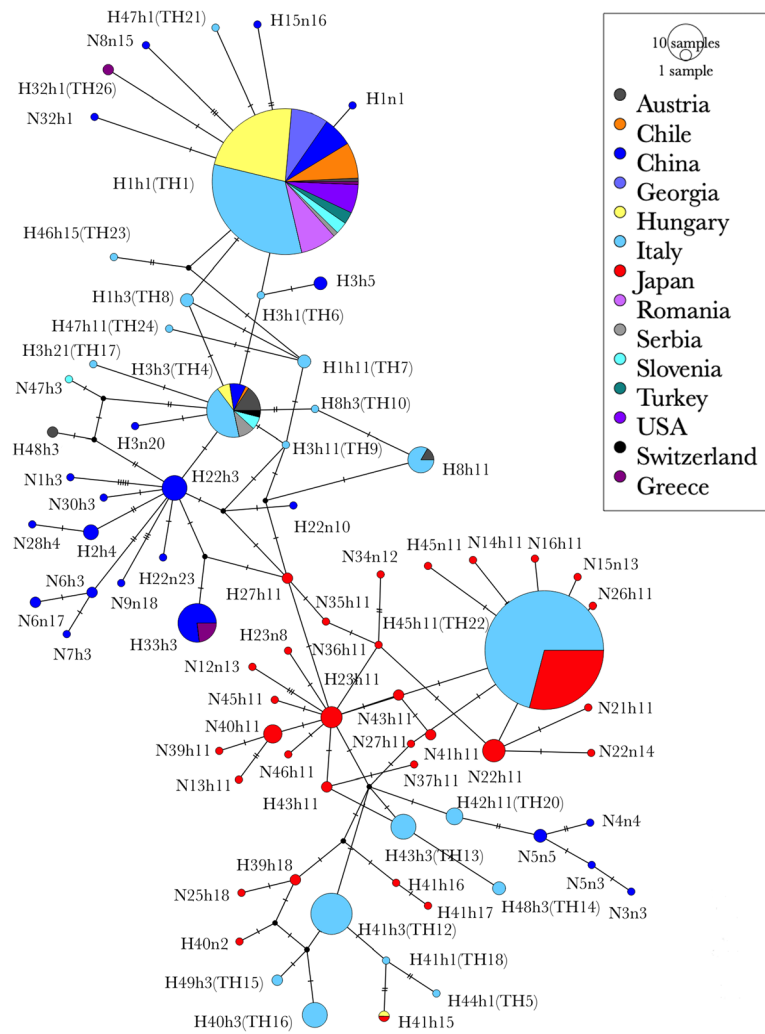 H47h1(TH21)
H15n16
N8n15
H32h1(TH26)
H1n1
N32h1
H1h1(TH1)
10 samples
1 sample
Austria
Chile
China
Georgia
Hungary
Italy
Japan
Romania
Serbia
Slovenia
Turkey
USA
Switzerland
Greece
H46h15(TH23)
H3h5
H1h3(TH8)
H3h1(TH6)
H47h11(TH24)
H3h21(TH17)
H3h3(TH4)
H1h11(TH7)
N47h3
H8h3(TH10)
H3n20
H48h3
H3h11(TH9)
H8h11
H22h3
N1h3
N30h3
H22n10
N28h4
H2h4
H22n23
N34n12
H45n11
N14h11
N16h11
N15n13
N26h11
N6h3
N9n18
H27h11
N35h11
H45h11(TH22)
N6n17
N7h3
H33h3
H23n8
N36h11
N12n13
H23h11
N45h11
N43h11
N21h11
N40h11
N27h11
N41h11
N22n14
N39h11
N46h11
N37h11
N22h11
N13h11
H43h11
H42h11(TH20)
N4n4
H43h3(TH13)
N5n5
H39h18
N5n3
N25h18
H41h16
H48h3(TH14)
N3n3
H41h17
H40n2
H41h3(TH12)
H41h1(TH18)
H49h3(TH15)
H44h1(TH5)
H40h3(TH16)
H41h15